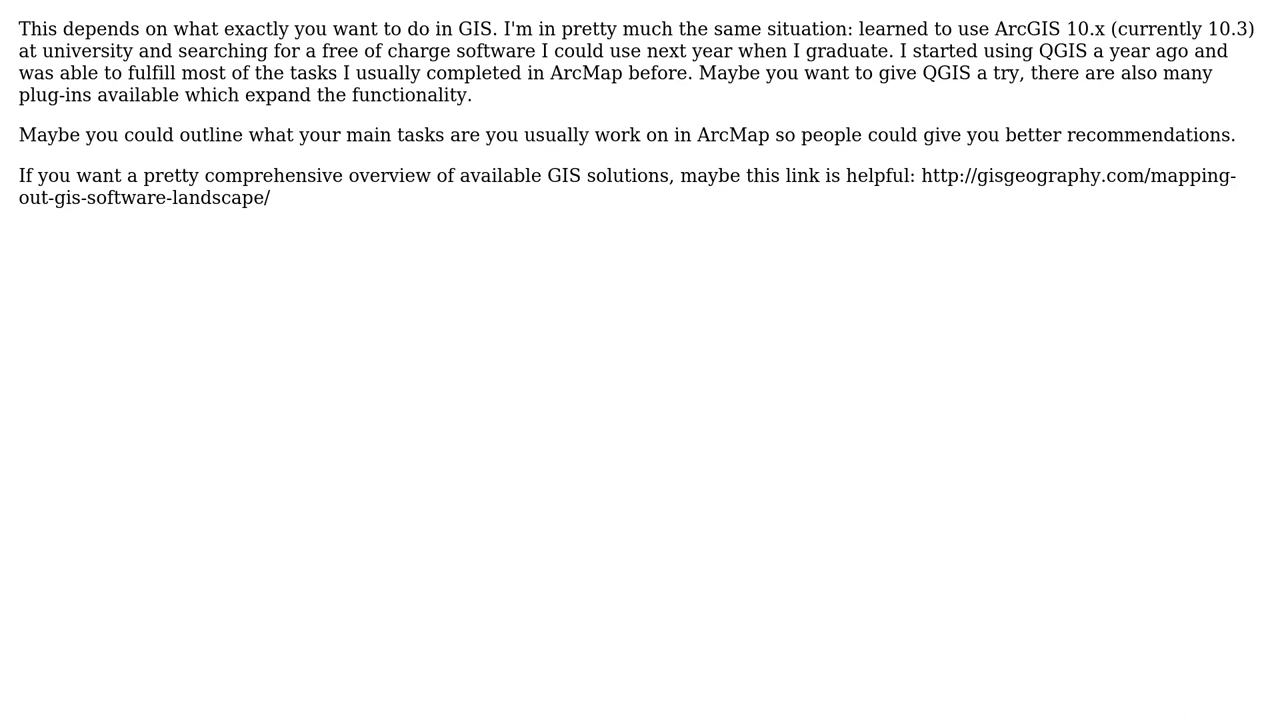 This depends on what exactly you want to do in GIS. I'm in pretty much the same situation: learned to use ArcGIS 10.x (currently 10.3)
at university and searching for a free of charge software I could use next year when I graduate. I started using QGIS a year ago and
was able to fulfill most of the tasks I usually completed in ArcMap before. Maybe you want to give QGIS a try, there are also many
plug-ins available which expand the functionality.
Maybe you could outline what your main tasks are you usually work on in ArcMap so people could give you better recommendations.
If you want a pretty comprehensive overview of available GIS solutions, maybe this link is helpful: http://gisgeography.com/mapping-
out-gis-software-landscape/